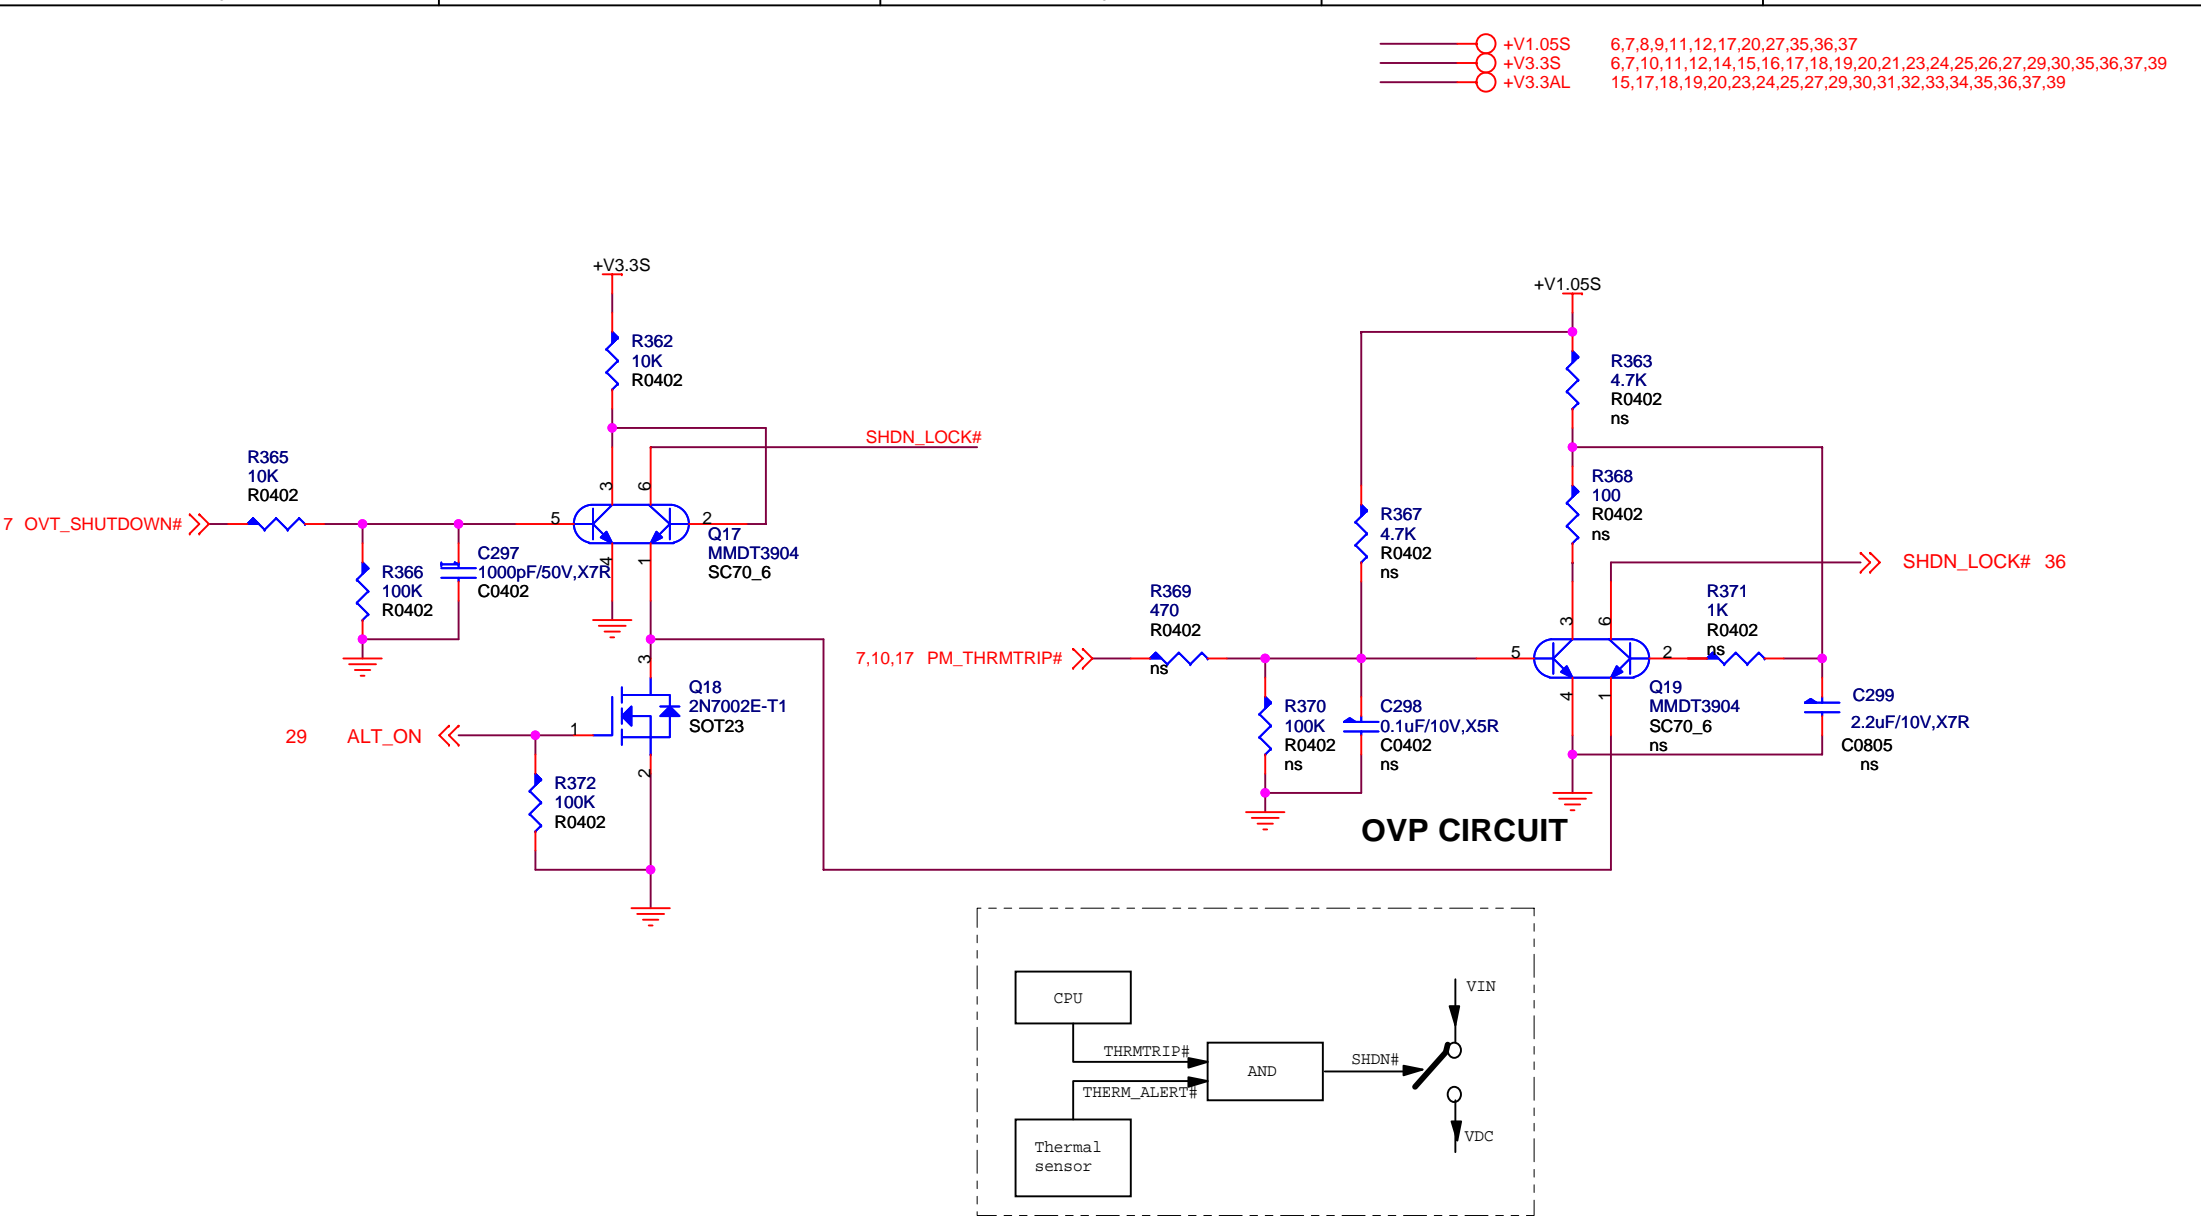 +V1.05S 6,7,8,9,11,12,17,20,27,35,36,37
+V3.3S 6,7,10,11,12,14,15,16,17,18,19,20,21,23,24,25,26,27,29,30,35,36,37,39
+V3.3AL 15,17,18,19,20,23,24,25,27,29,30,31,32,33,34,35,36,37,39
+V3.3S
R362
10K
R0402
SHDN_LOCK#
R365
10K
R0402
7 OVT_SHUTDOWN#
3
6
5
2
4
1
Q17
MMDT3904
SC70_6
R366
100K
R0402
C297
1000pF/50V,X7R
C0402
3
Q18
2N7002E-T1
SOT23
29 ALT_ON
1
2
R372
100K
R0402
+V1.05S
R363
4.7K
R0402
ns
R368
100
R0402
ns
R367
4.7K
R0402
ns
SHDN_LOCK# 36
R369
470
R0402
ns
7,10,17 PM_THRMTRIP#
R371
1K
R0402
ns
3
6
5
2
4
1
Q19
MMDT3904
SC70_6
ns
R370
100K
R0402
ns
C298
0.1uF/10V,X5R
C0402
ns
C299
2.2uF/10V,X7R
C0805
ns
OVP CIRCUIT
CPU
THRMTRIP#
THERM_ALERT#
AND
SHDN#
VIN
VDC
Thermal
sensor